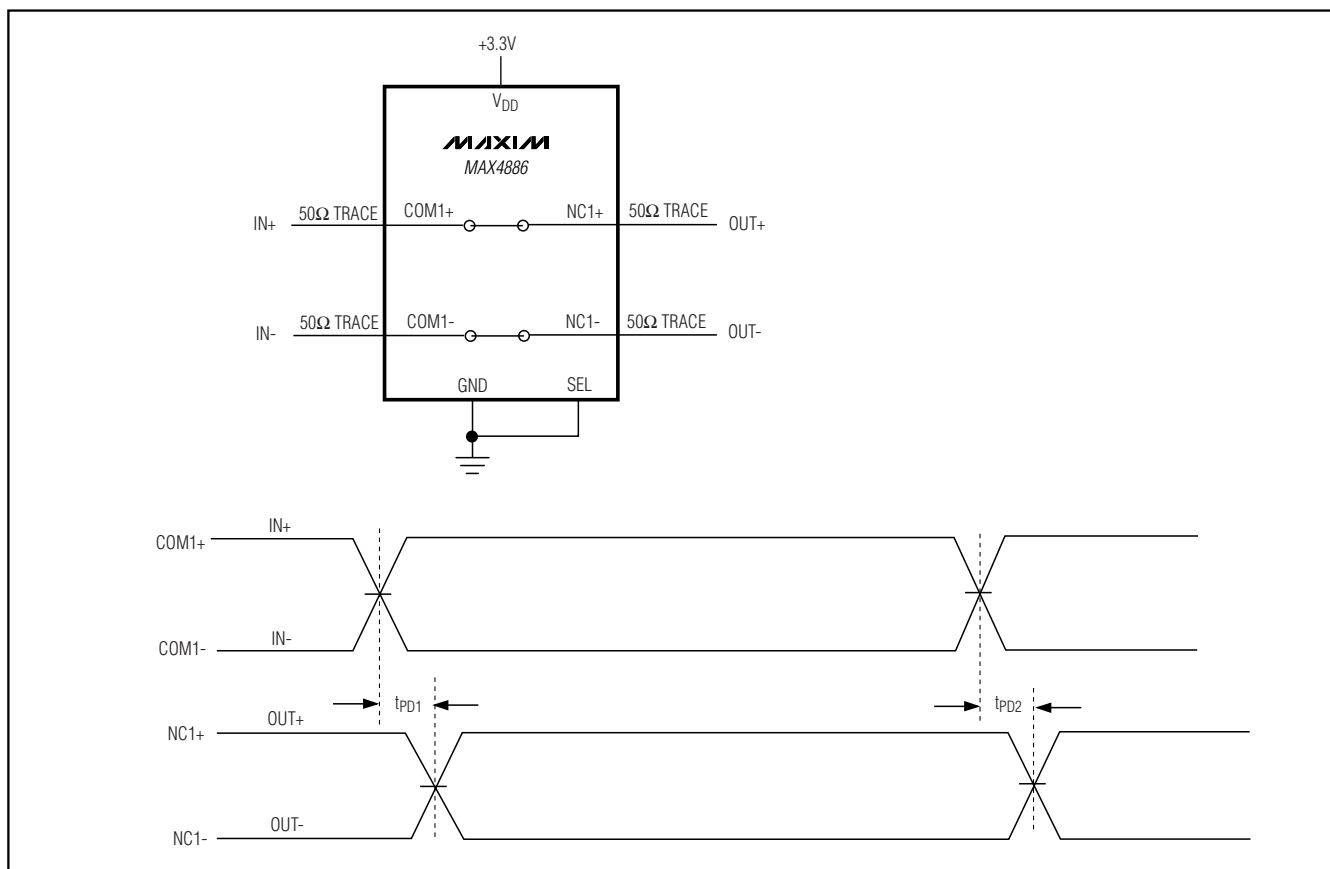 +3.3V
VDD
MAXIM
MAX4886
IN+ 50Ω TRACE COM1+ NC1+ 50Ω TRACE OUT+
IN- 50Ω TRACE COM1- NC1- 50Ω TRACE OUT-
GND SEL
COM1+ IN+
COM1- IN-
tPD1 tPD2
NC1+ OUT+
NC1- OUT-